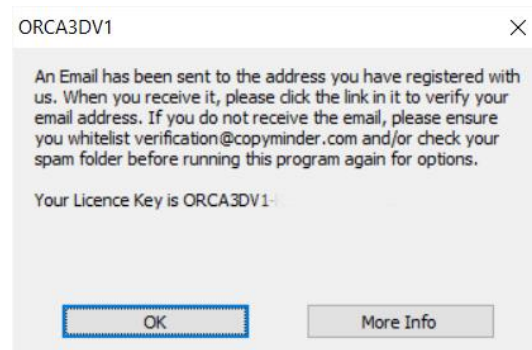 ORCA3DV1
An Email has been sent to the address you have registered with
us. When you receive it, please click the link in it to verify your
email address. If you do not receive the email, please ensure
you whitelist verification@copyminder.com and/or check your
spam folder before running this program again for options.
Your Licence Key is ORCA3DV1-
OK
More Info